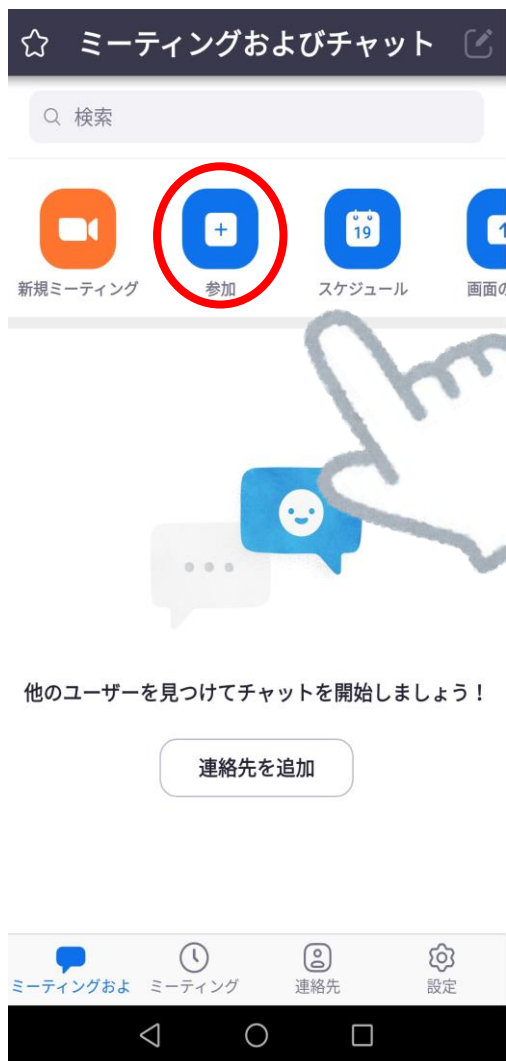 ミーティングおよびチャット
検索
19
新規ミーティング
参加
スケジュール
画面の
他のユーザーを見つけてチャットを開始しましょう！
連絡先を追加
ミーティングおよ
ミーティング
連絡先
設定